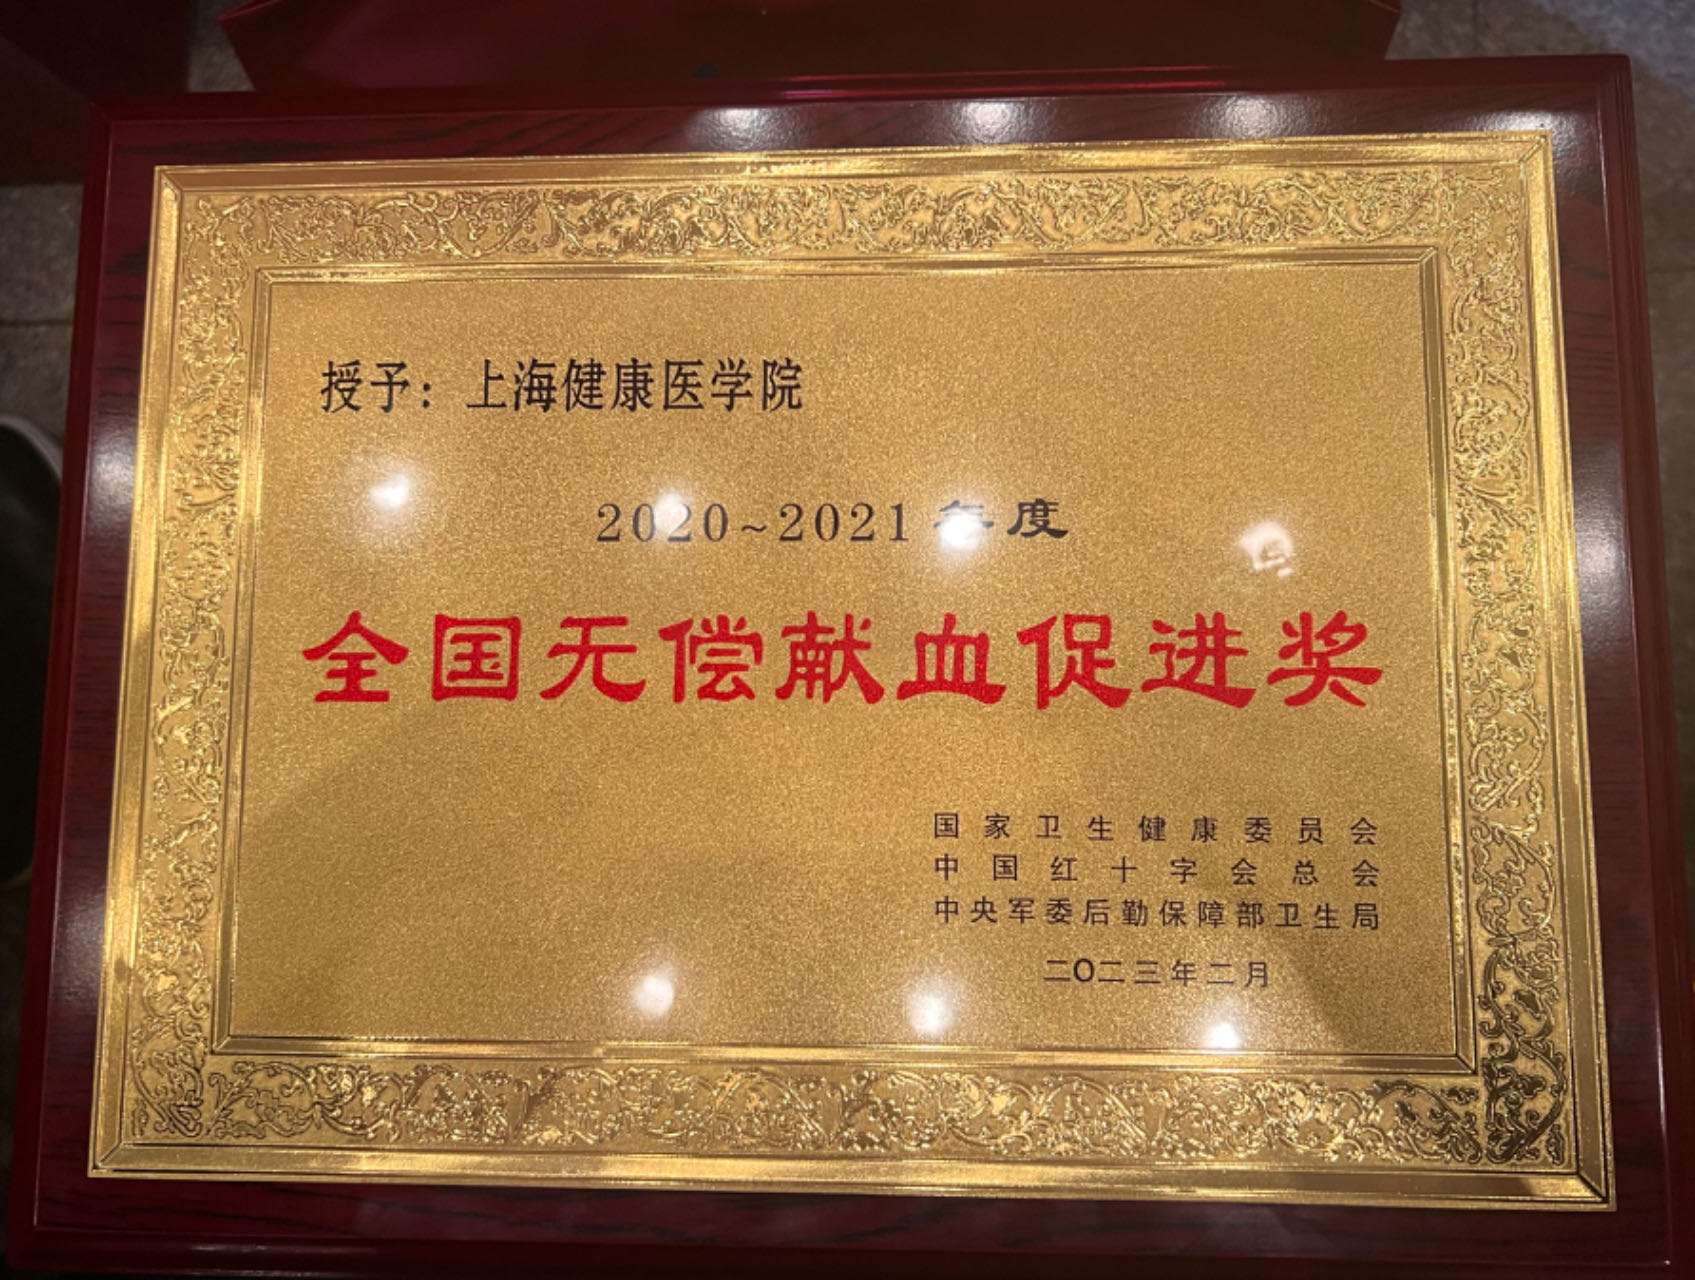 授予：上海健康医学院
2020~2021年度
全国无偿献血促进奖
国家卫生健康委员会
中国红十字会总会
中央军委后勤保障部卫生局
二〇二三年二月